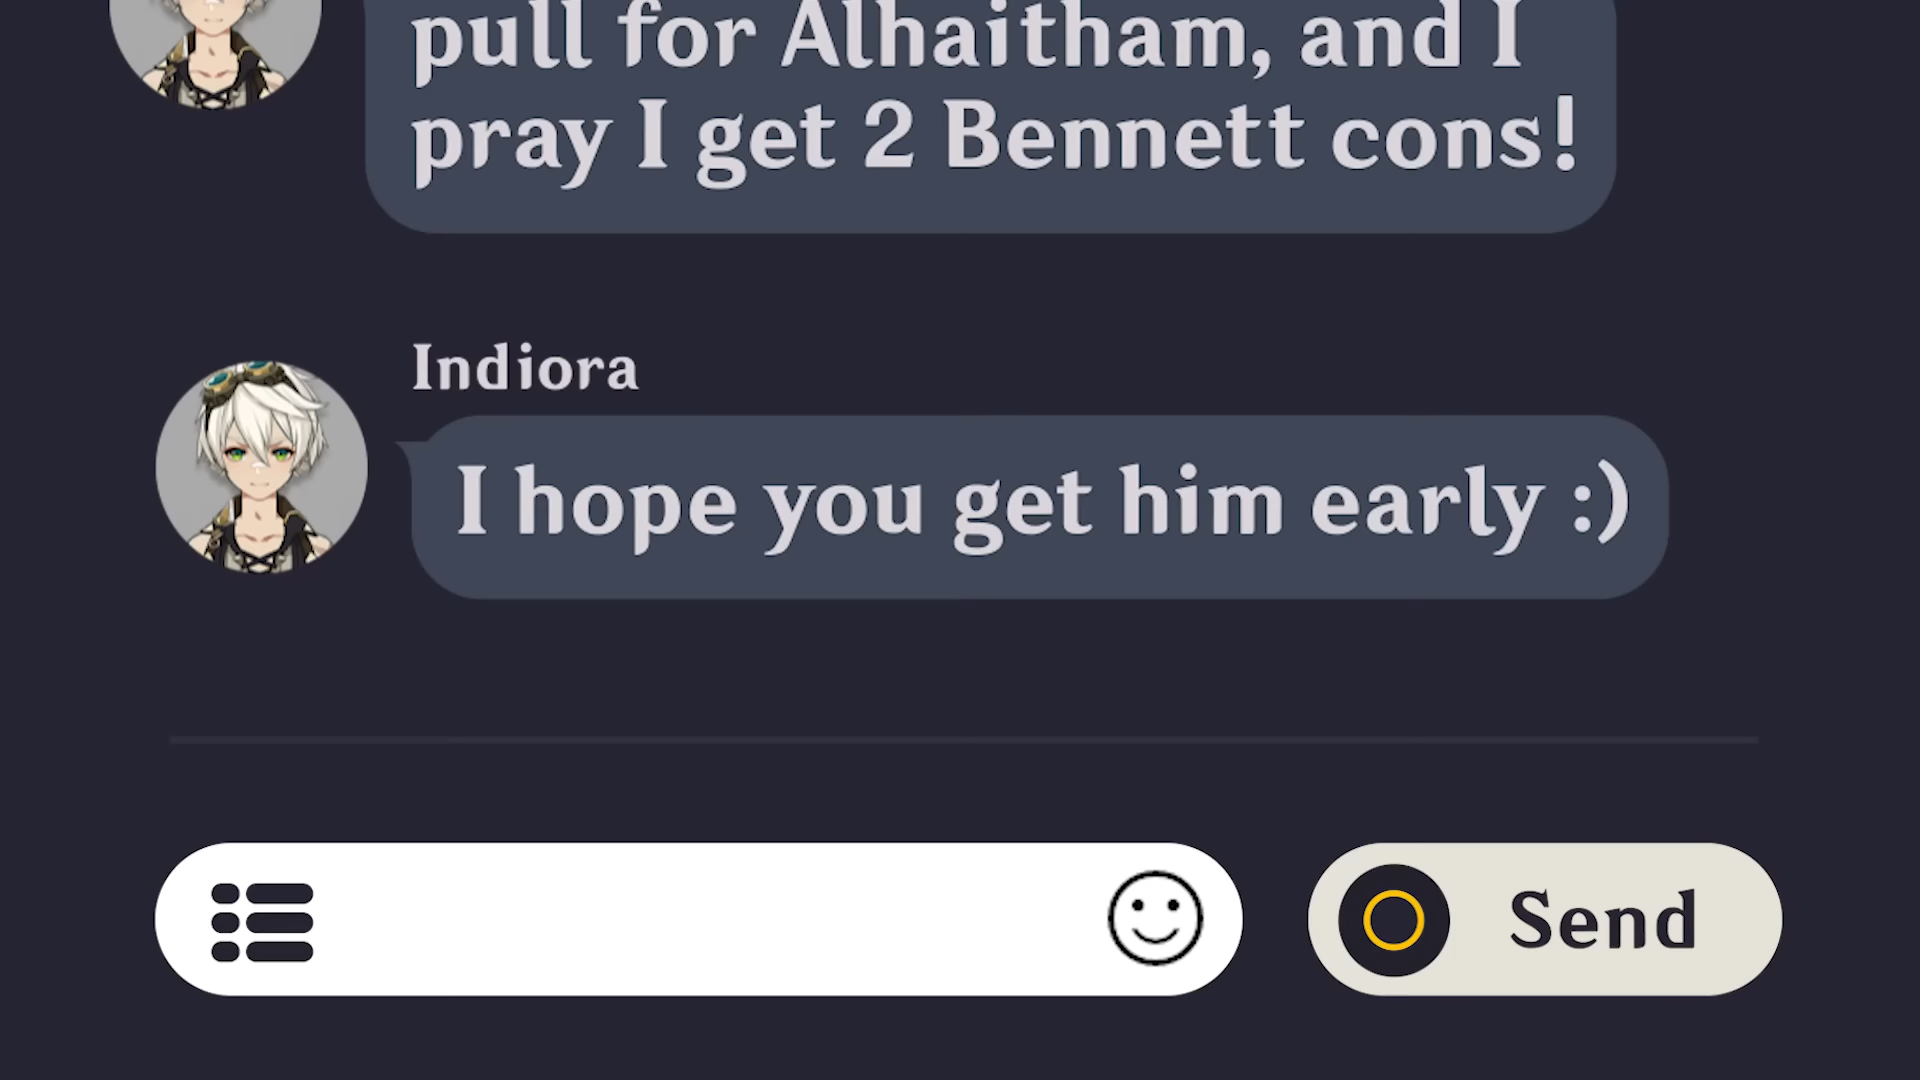 pull for Alhaitham, and I
pray I get 2 Bennett cons!
Indiora
I hope you get him early :)
Send